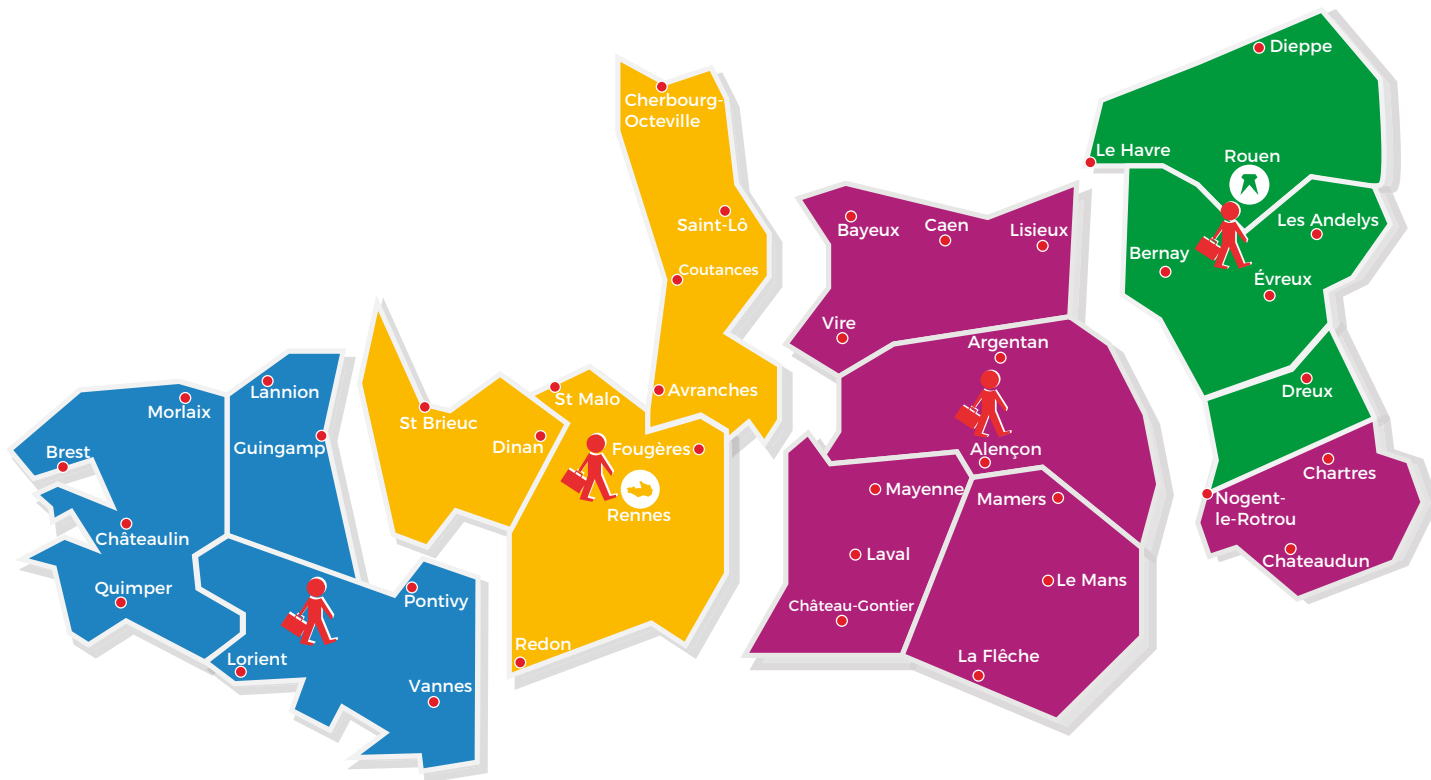 Dieppe
Cherbourg-
Octeville
Le Havre
Rouen
Saint-Lô
Bayeux
Caen
Lisieux
Les Andelys
Bernay
Évreux
Coutances
Vire
Argentan
Dreux
Avranches
Lannion
Morlaix
St Malo
St Brieuc
Guingamp
Dinan
Fougères
Alençon
Brest
Chartres
Mayenne
Mamers
Nogent-
le-Rotrou
Rennes
Châteaulin
Laval
Chateaudun
Le Mans
Quimper
Pontivy
Château-Gontier
Redon
Lorient
La Flêche
Vannes